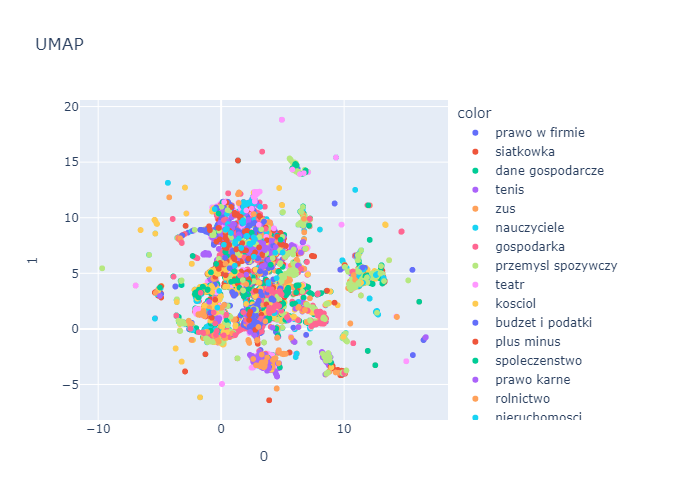 UMAP
color
prawo w firmie
siatkowka
dane gospodarcze
tenis
zus
nauczyciele
gospodarka
przemysl spozywczy
teatr
kosciol
budzet i podatki
plus minus
spoleczenstwo
prawo karne
rolnictwo
nieruchomosci
20
15
10
5
0
−5
1
−10
0
10
0